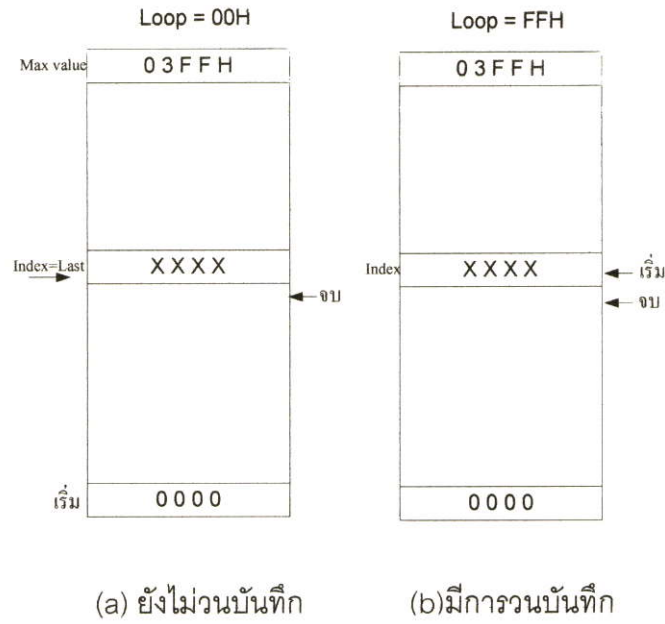 Loop = 00H
Max value 03FFH
Index=Last XXXX
จบ
เริ่ม 0000
(a) ยังไม่วนบันทึก
Loop = FFH
03FFH
Index XXXX เริ่ม
จบ
0000
(b)มีการวนบันทึก